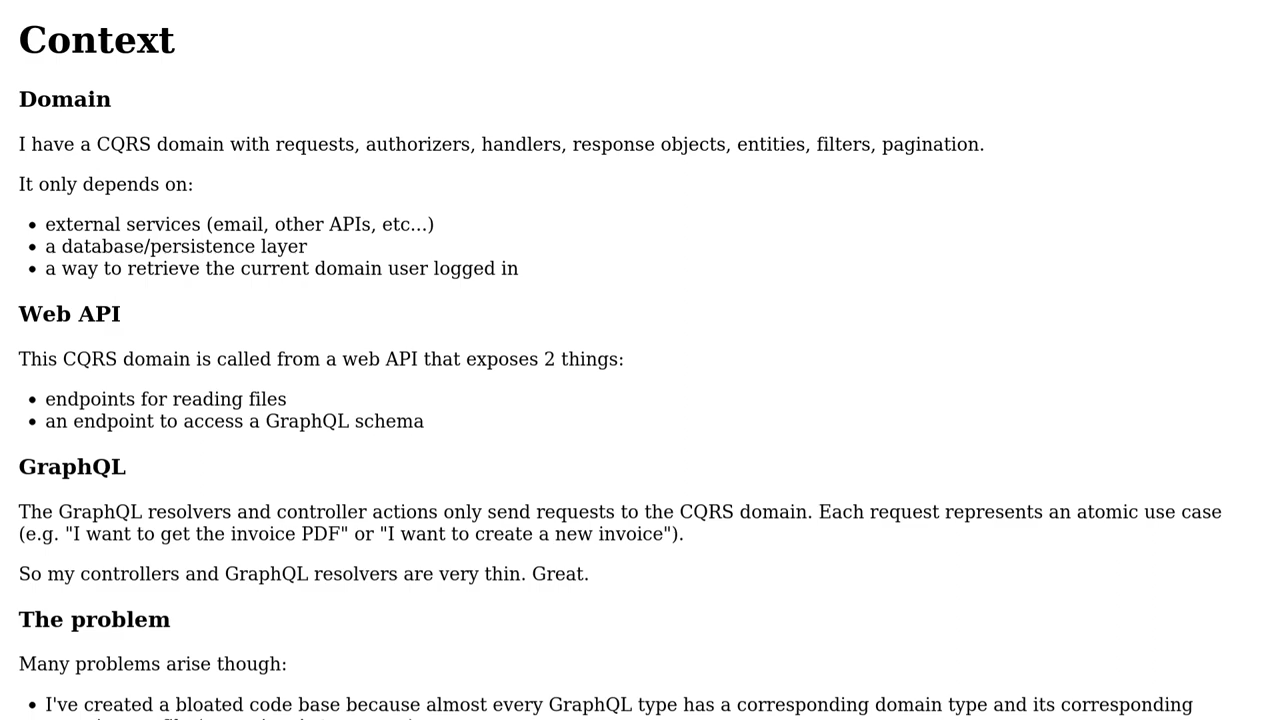 Context
Domain
I have a CQRS domain with requests, authorizers, handlers, response objects, entities, filters, pagination.
It only depends on:
• external services (email, other APIs, etc...)
• a database/persistence layer
• a way to retrieve the current domain user logged in
Web API
This CQRS domain is called from a web API that exposes 2 things:
• endpoints for reading files
• an endpoint to access a GraphQL schema
GraphQL
The GraphQL resolvers and controller actions only send requests to the CQRS domain. Each request represents an atomic use case
(e.g. "I want to get the invoice PDF" or "I want to create a new invoice").
So my controllers and GraphQL resolvers are very thin. Great.
The problem
Many problems arise though:
• I've created a bloated code base because almost every GraphQL type has a corresponding domain type and its corresponding